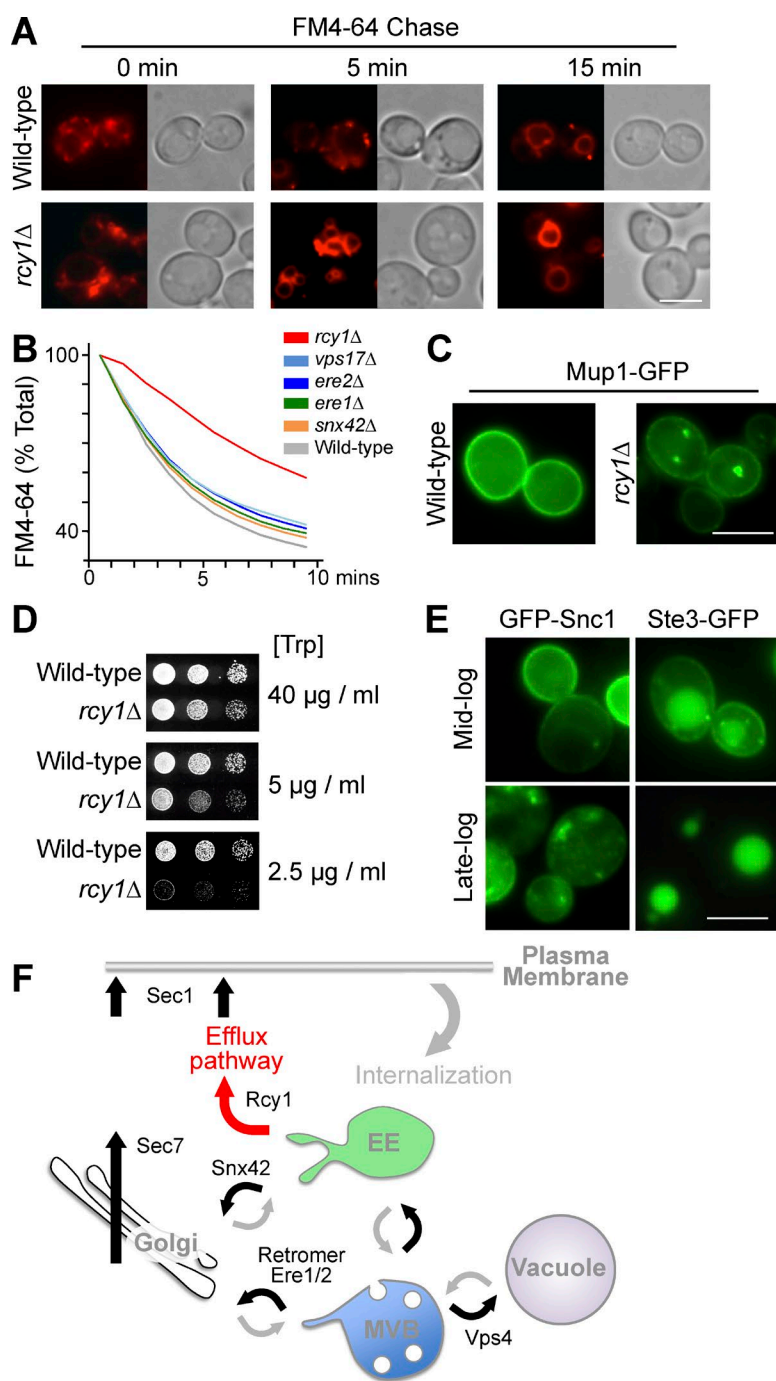 A
FM4-64 Chase
0 min
5 min
15 min
Wild-type
rcy1Δ
B
FM4-64 (% Total)
100
40
0
5
10 mins
rcy1Δ
vps17Δ
ere2Δ
ere1Δ
snx42Δ
Wild-type
C
Mup1-GFP
Wild-type
rcy1Δ
D
[Trp]
Wild-type
rcy1Δ
40 µg / ml
Wild-type
rcy1Δ
5 µg / ml
Wild-type
rcy1Δ
2.5 µg / ml
E
GFP-Snc1
Ste3-GFP
Mid-log
Late-log
F
Plasma
Membrane
Sec1
Efflux
pathway
Internalization
Rcy1
EE
Sec7
Snx42
Golgi
Retromer
Ere1/2
Vacuole
MVB
Vps4